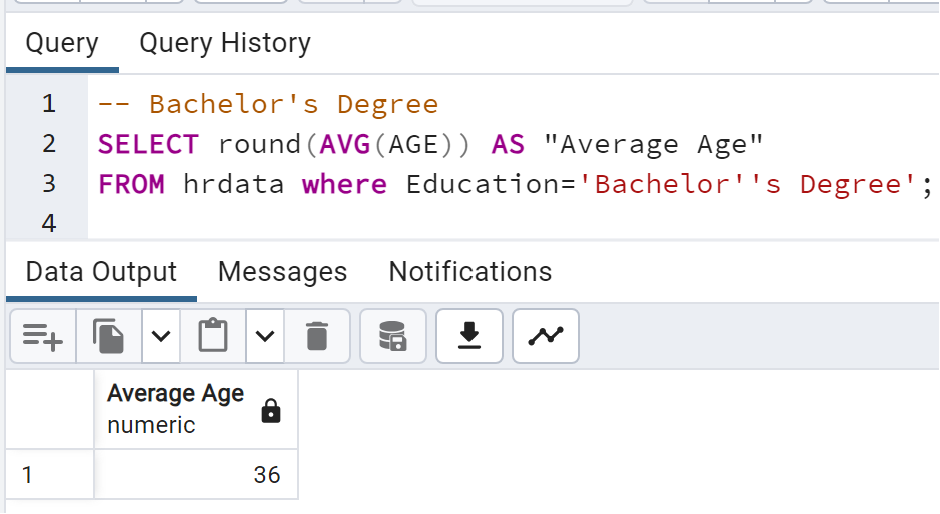 Query Query History
1 -- Bachelor's Degree
2 SELECT round(AVG(AGE)) AS "Average Age"
3 FROM hrdata where Education='Bachelor''s Degree';
4
Data Output Messages Notifications
Average Age
numeric
1 36